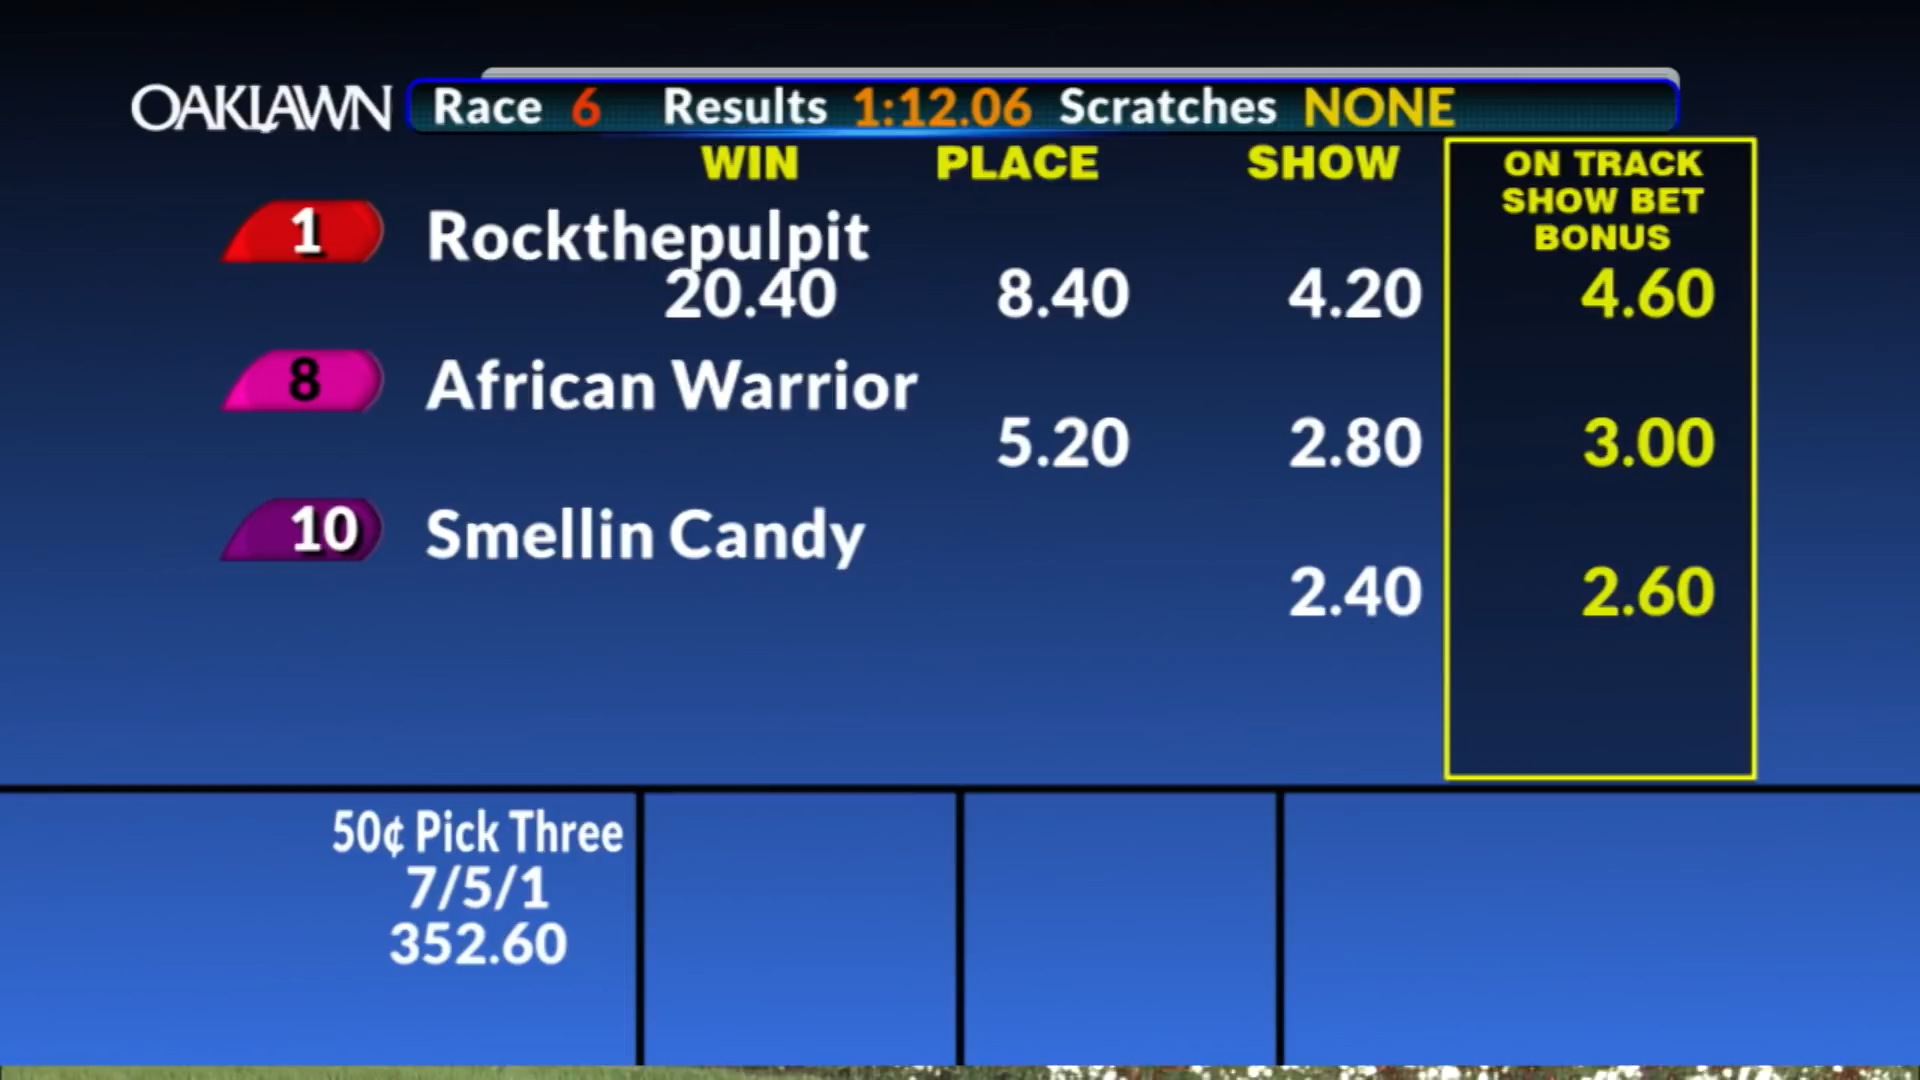 OAKLAWN Race 6 Results 1:12.06 Scratches NONE
WIN PLACE SHOW ON TRACK
SHOW BET
BONUS
1 Rockthepulpit
20.40 8.40 4.20 4.60
8 African Warrior
5.20 2.80 3.00
10 Smellin Candy
2.40 2.60
50¢ Pick Three
7/5/1
352.60